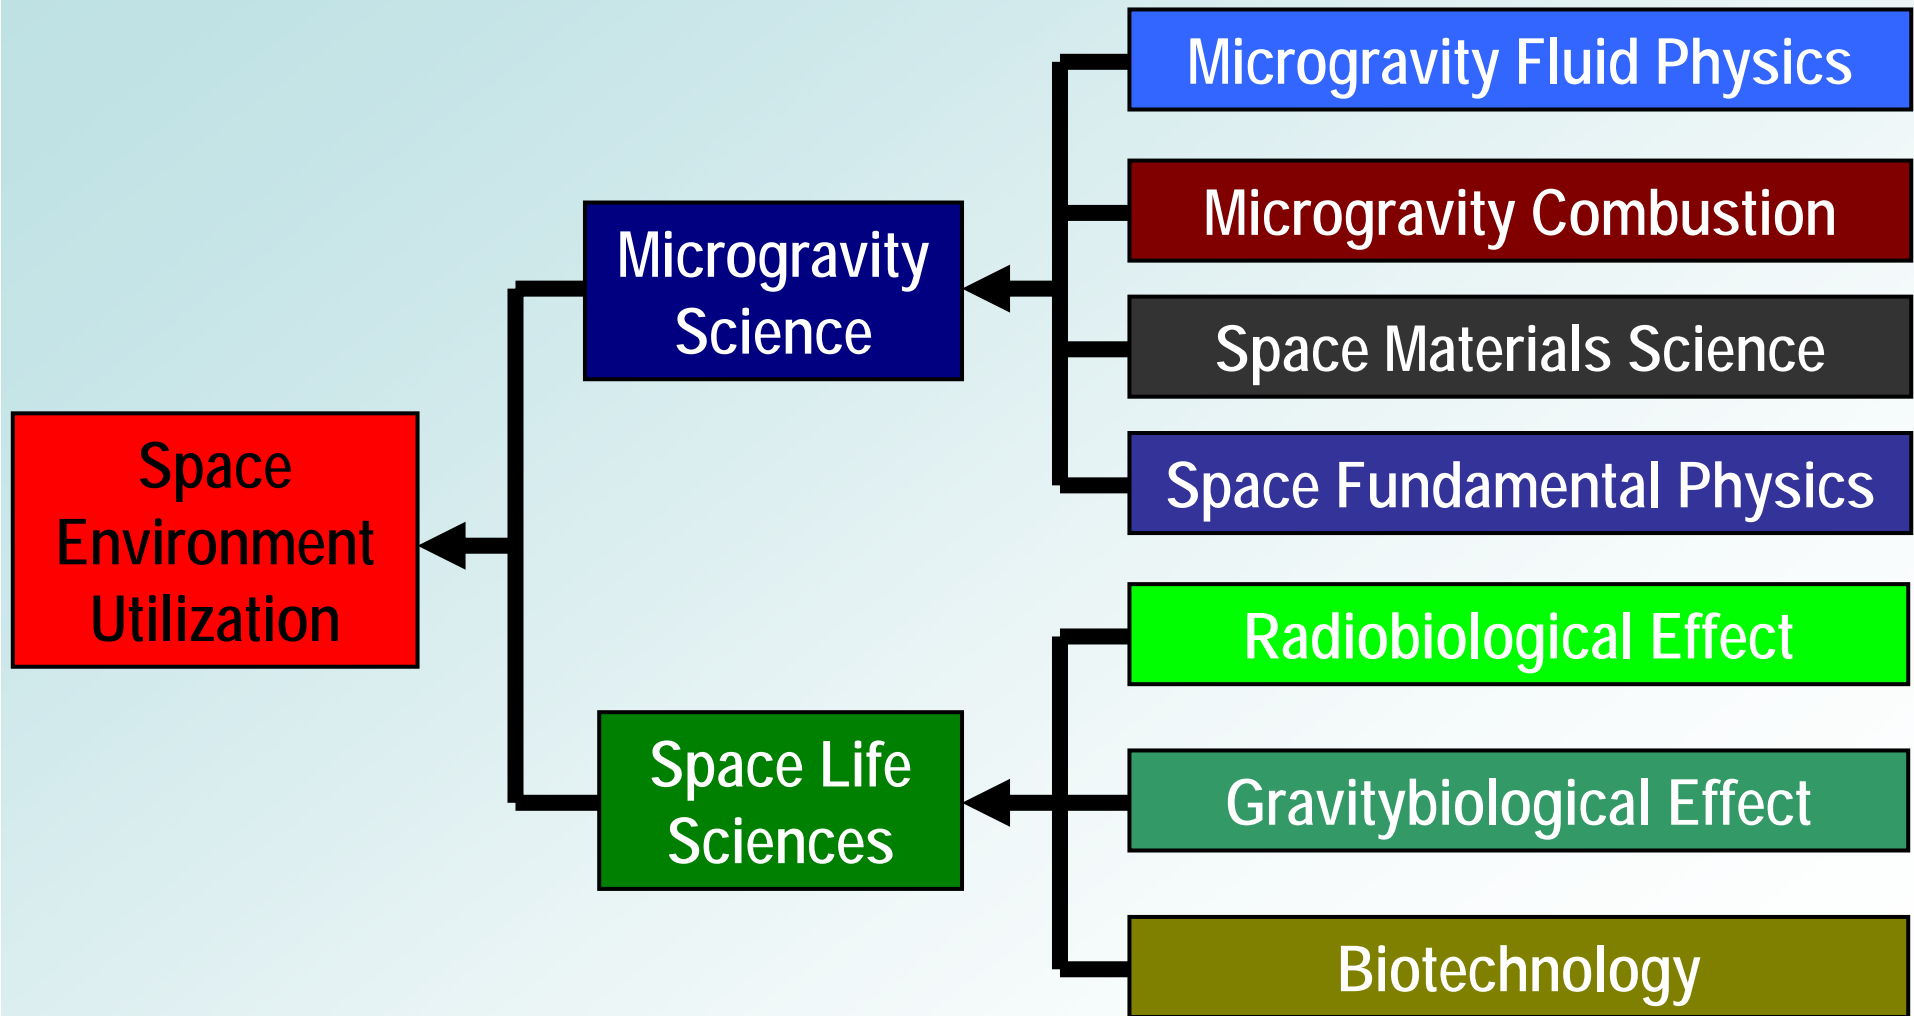 Microgravity Fluid Physics
Microgravity Combustion
Microgravity
Science
Space Materials Science
Space Fundamental Physics
Space
Environment
Utilization
Radiobiological Effect
Space Life
Sciences
Gravitybiological Effect
Biotechnology